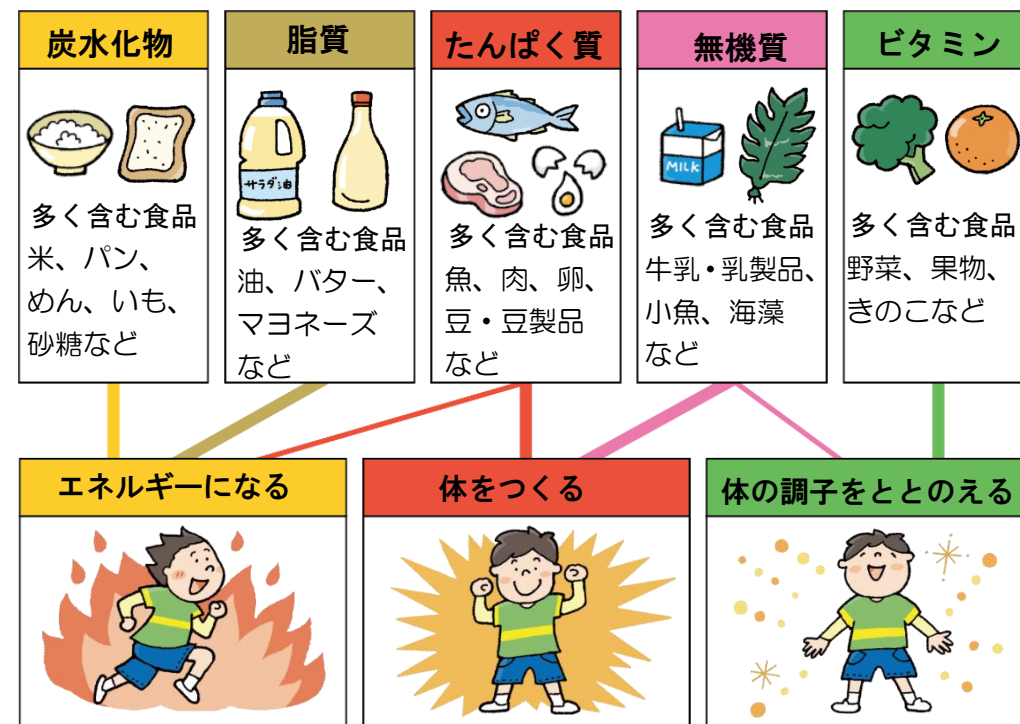 炭水化物
多く含む食品
米、パン、
めん、いも、
砂糖など
脂質
サラダ油
多く含む食品
油、バター、
マヨネーズ
など
たんぱく質
多く含む食品
魚、肉、卵、
豆・豆製品
など
無機質
MILK
多く含む食品
牛乳・乳製品、
小魚、海藻
など
ビタミン
多く含む食品
野菜、果物、
きのこなど
エネルギーになる
体をつくる
体の調子をととのえる